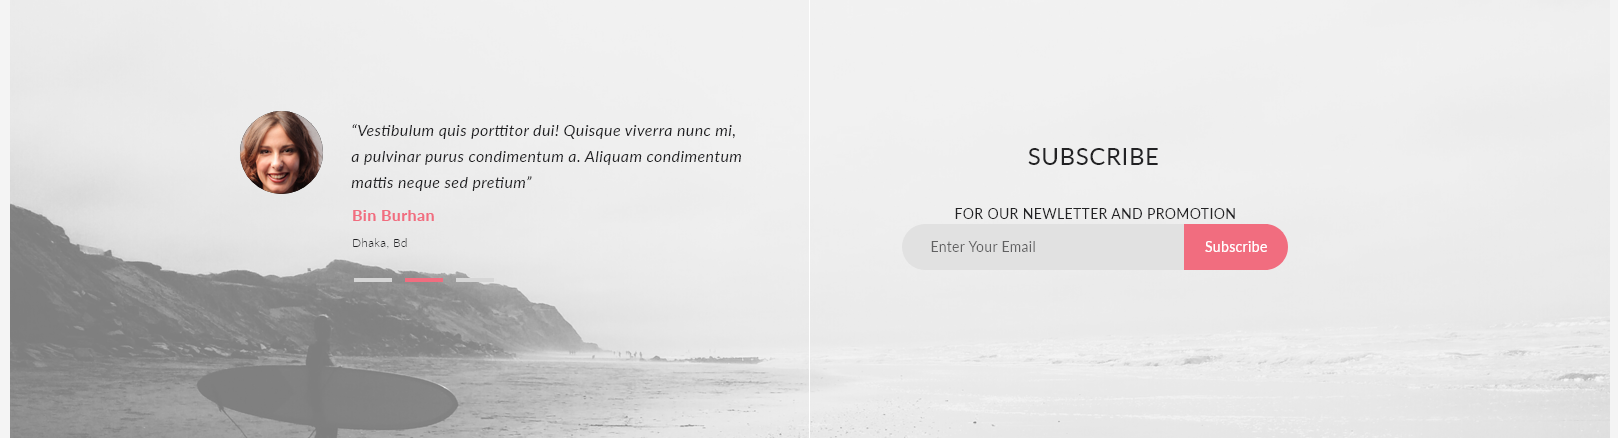 “Vestibulum quis porttitor dui! Quisque viverra nunc mi,
a pulvinar purus condimentum a. Aliquam condimentum
mattis neque sed pretium”
Bin Burhan
Dhaka, Bd
SUBSCRIBE
FOR OUR NEWLETTER AND PROMOTION
Enter Your Email
Subscribe